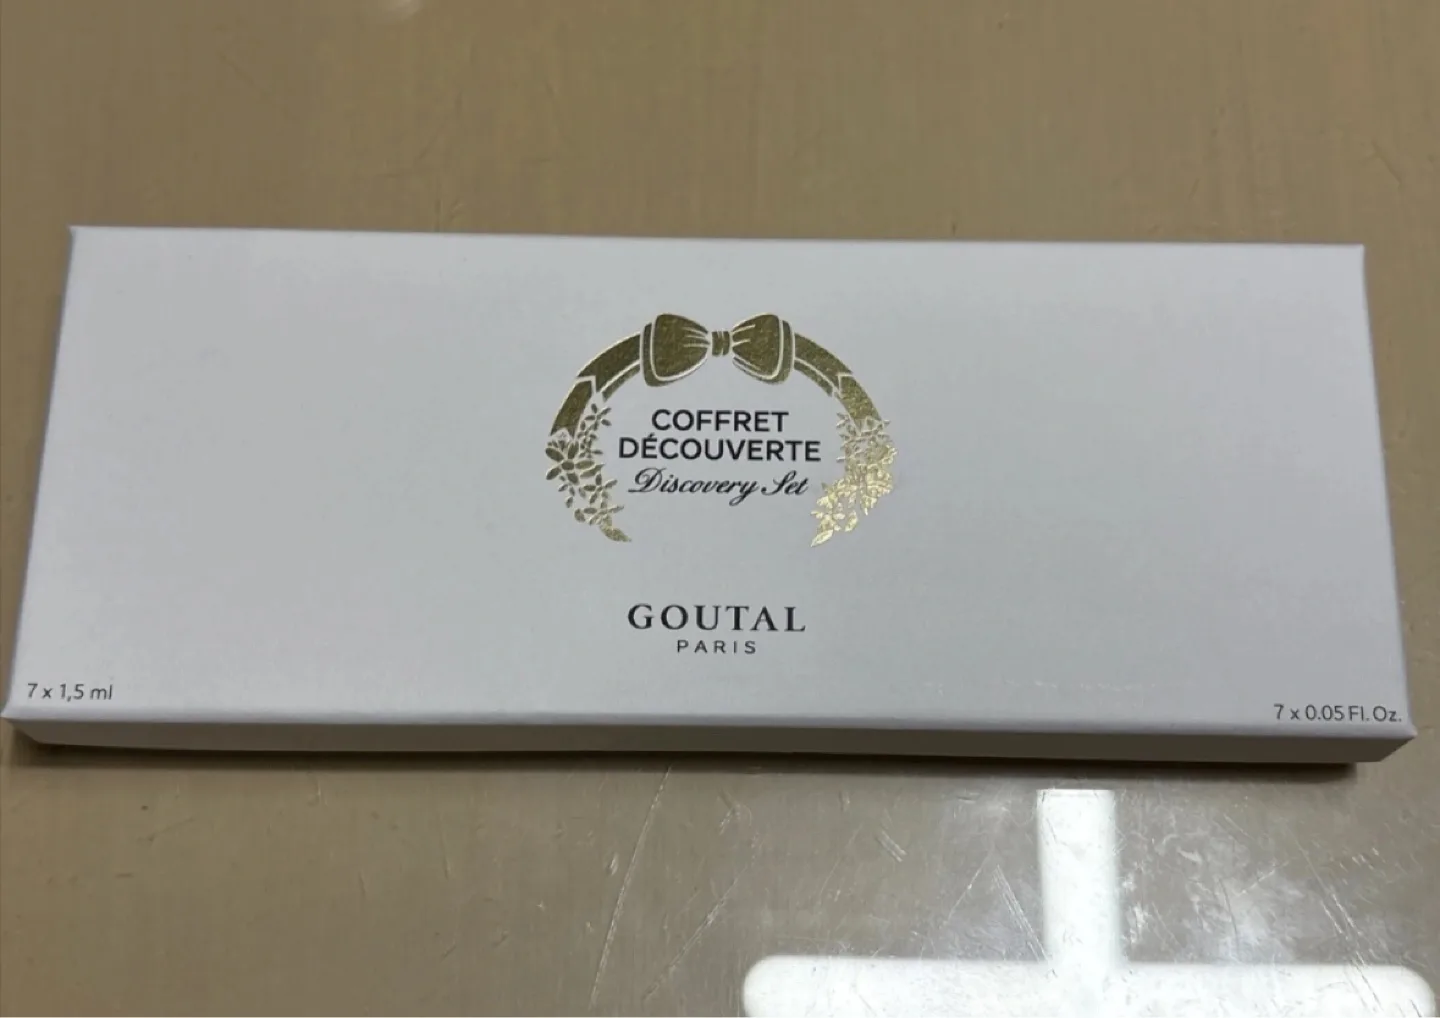 COFFRET
DÉCOUVERTE
Discovery Set
GOUTAL
PARIS
7 x 1,5 ml
7 x 0.05 Fl. Oz.